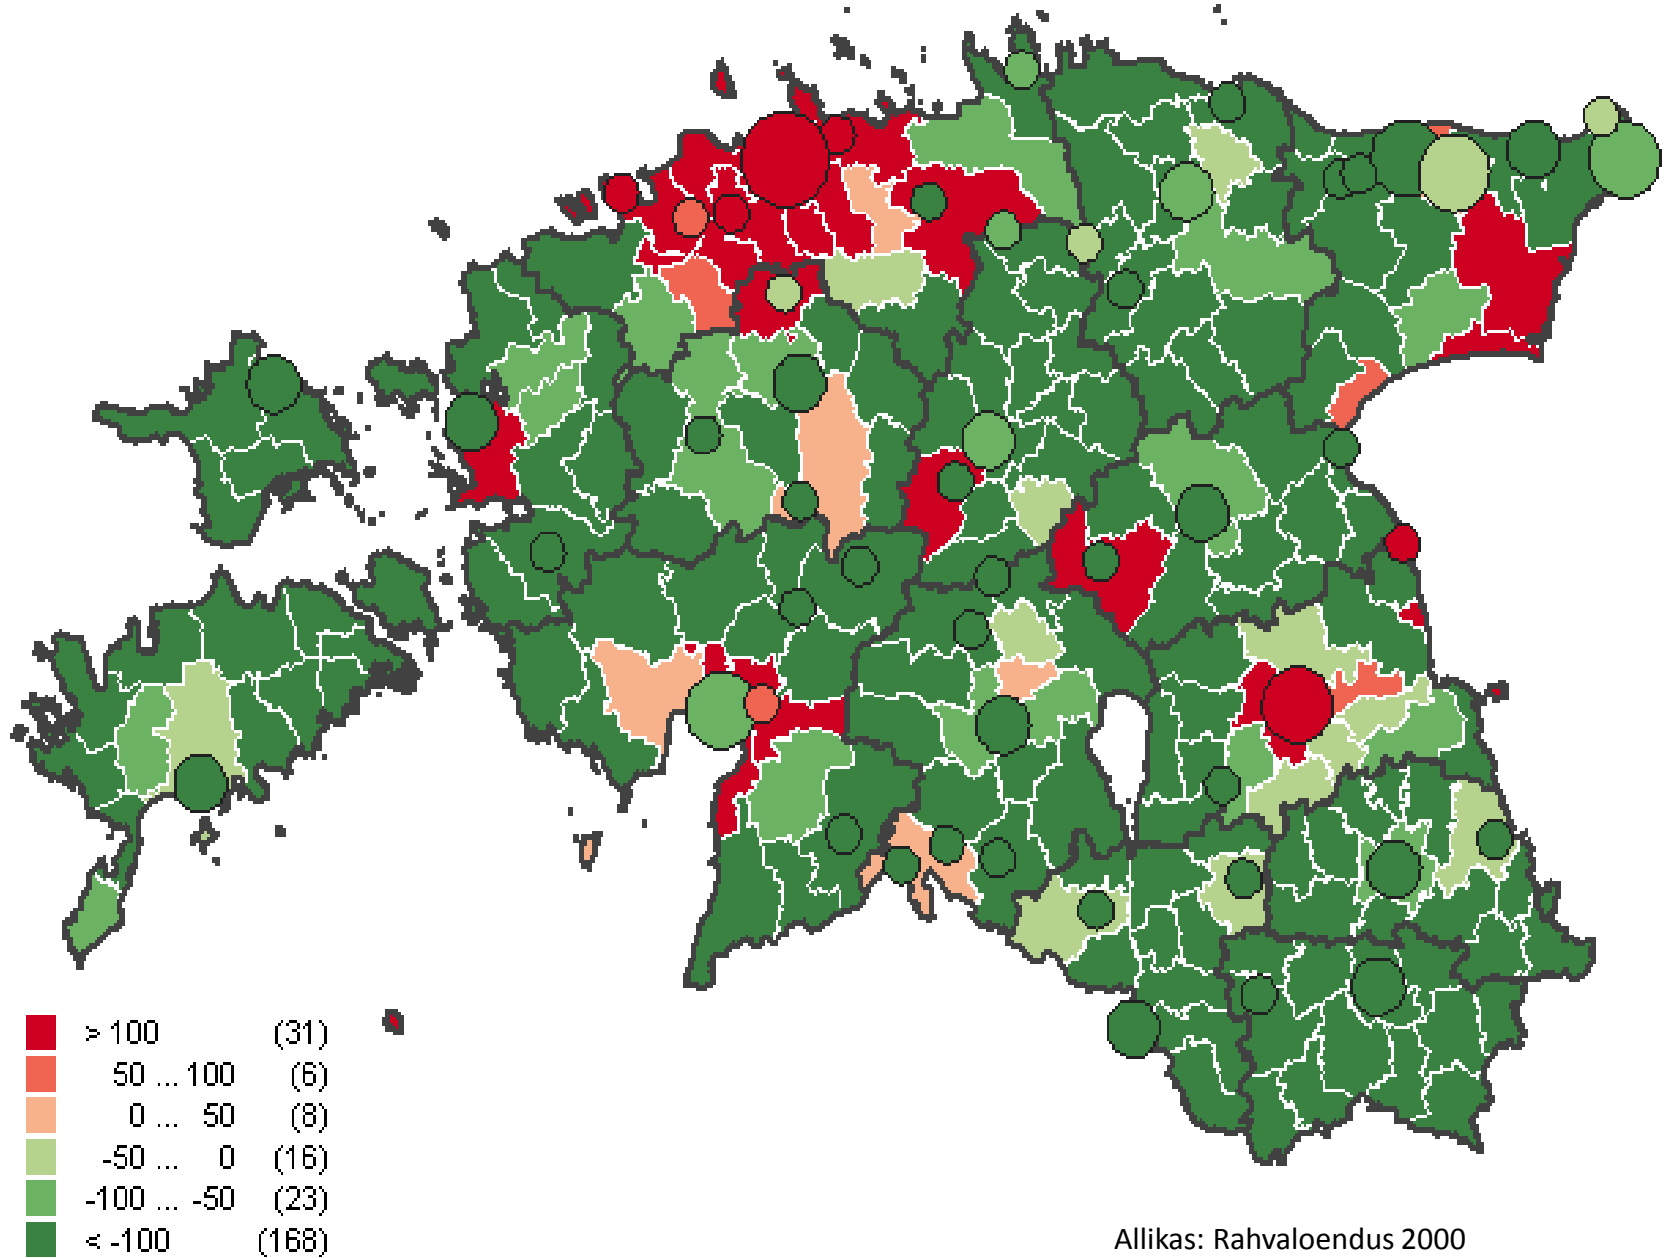 > 100 (31)
50 ... 100 (6)
0 ... 50 (8)
-50 ... 0 (16)
-100 ... -50 (23)
< -100 (168)
Allikas: Rahvaloendus 2000